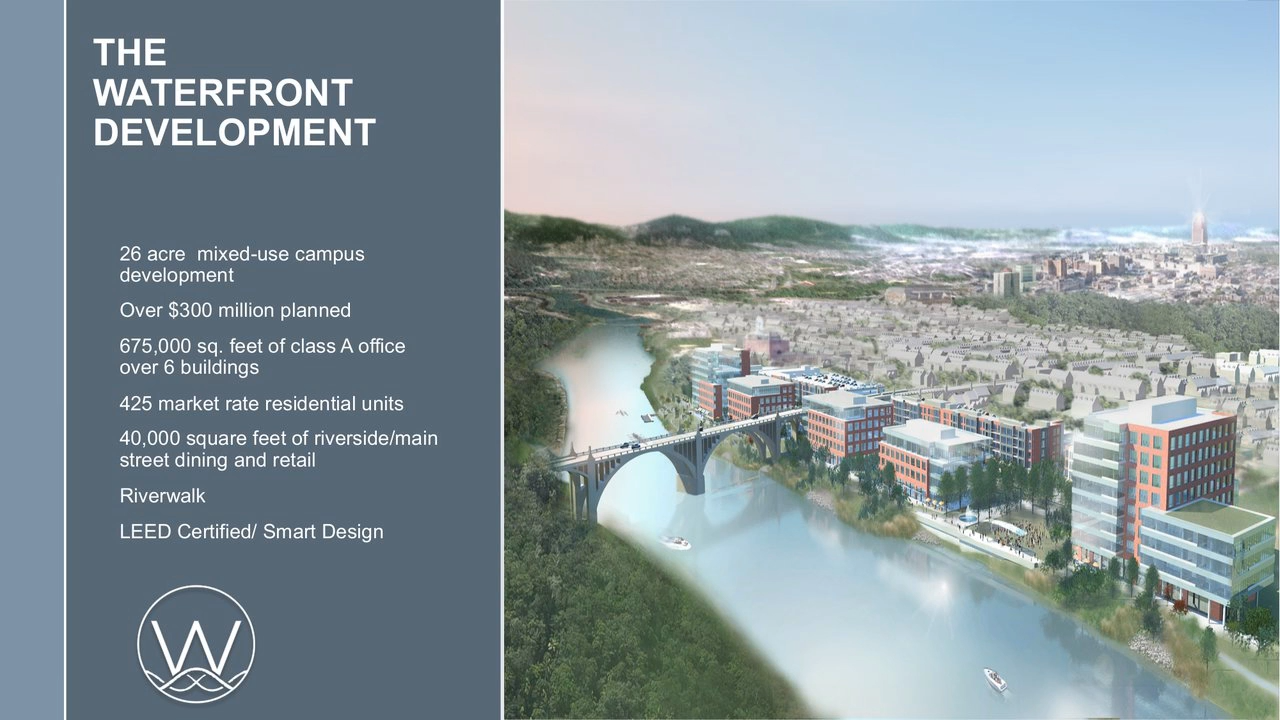 THE
WATERFRONT
DEVELOPMENT
26 acre  mixed-use campus
development
Over $300 million planned
675,000 sq. feet of class A office
over 6 buildings
425 market rate residential units
40,000 square feet of riverside/main
street dining and retail
Riverwalk
LEED Certified/ Smart Design
W